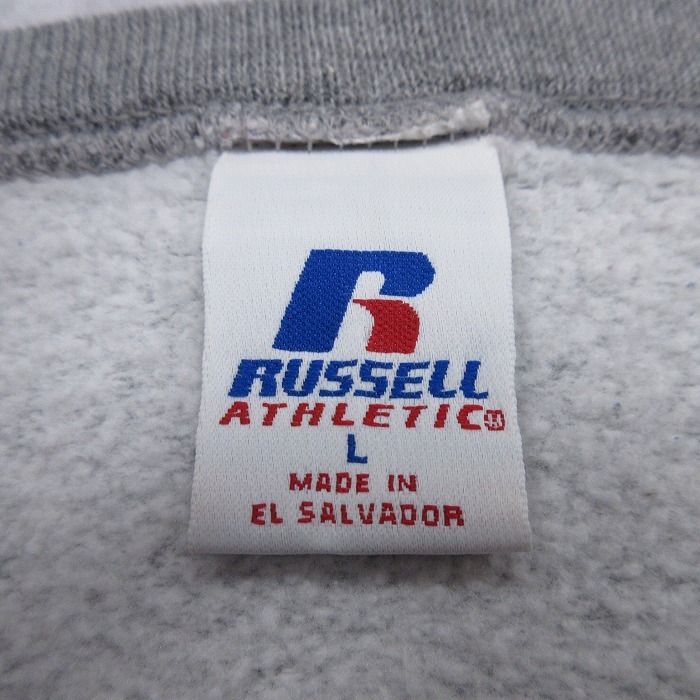 RUSSELL
ATHLETIC®
L
MADE IN
EL SALVADOR